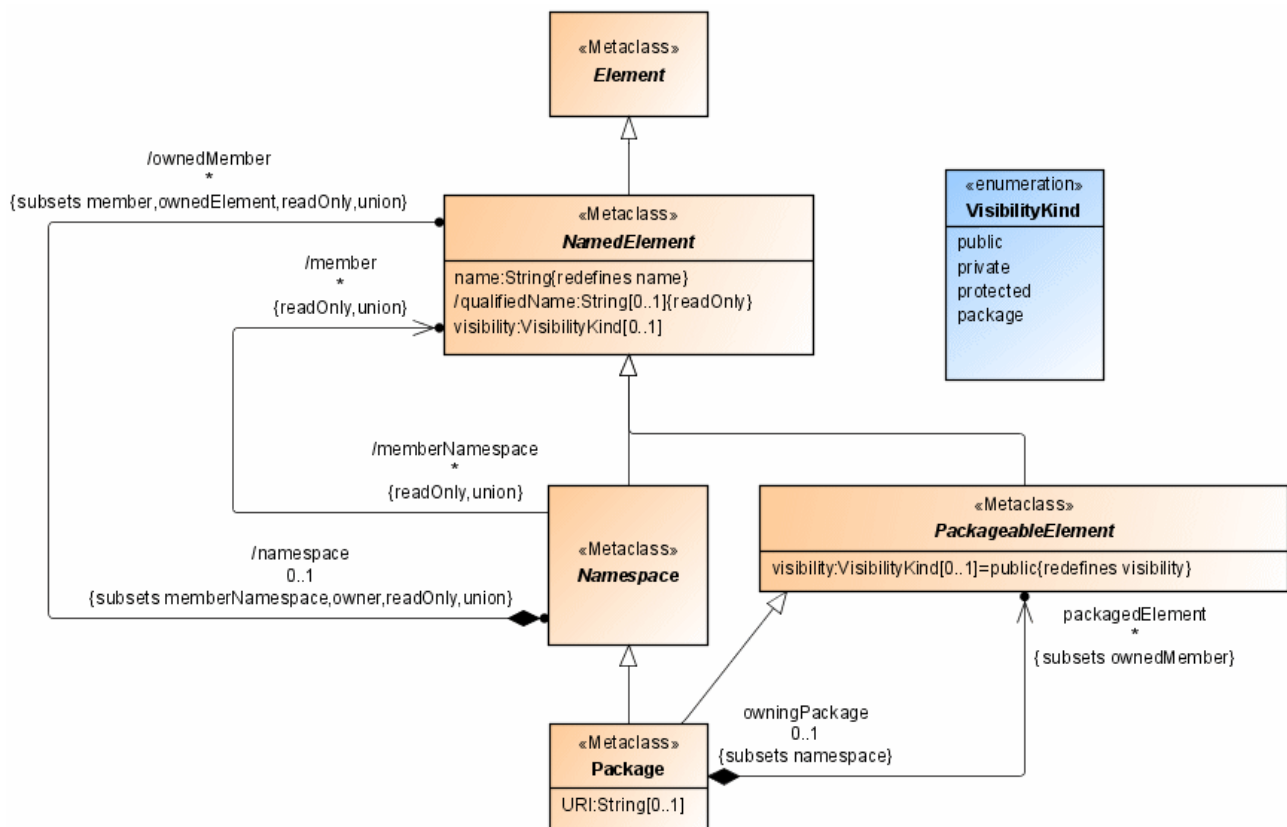 «Metaclass»
Element
/ownedMember
*
{subsets member,ownedElement,readOnly,union}
«Metaclass»
NamedElement
name:String{redefines name}
/qualifiedName:String[0..1]{readOnly}
visibility:VisibilityKind[0..1]
«enumeration»
VisibilityKind
public
private
protected
package
/member
*
{readOnly,union}
/memberNamespace
*
{readOnly,union}
/namespace
0..1
{subsets memberNamespace,owner,readOnly,union}
«Metaclass»
Namespace
«Metaclass»
PackageableElement
visibility:VisibilityKind[0..1]=public{redefines visibility}
packagedElement
*
{subsets ownedMember}
owningPackage
0..1
{subsets namespace}
«Metaclass»
Package
URI:String[0..1]